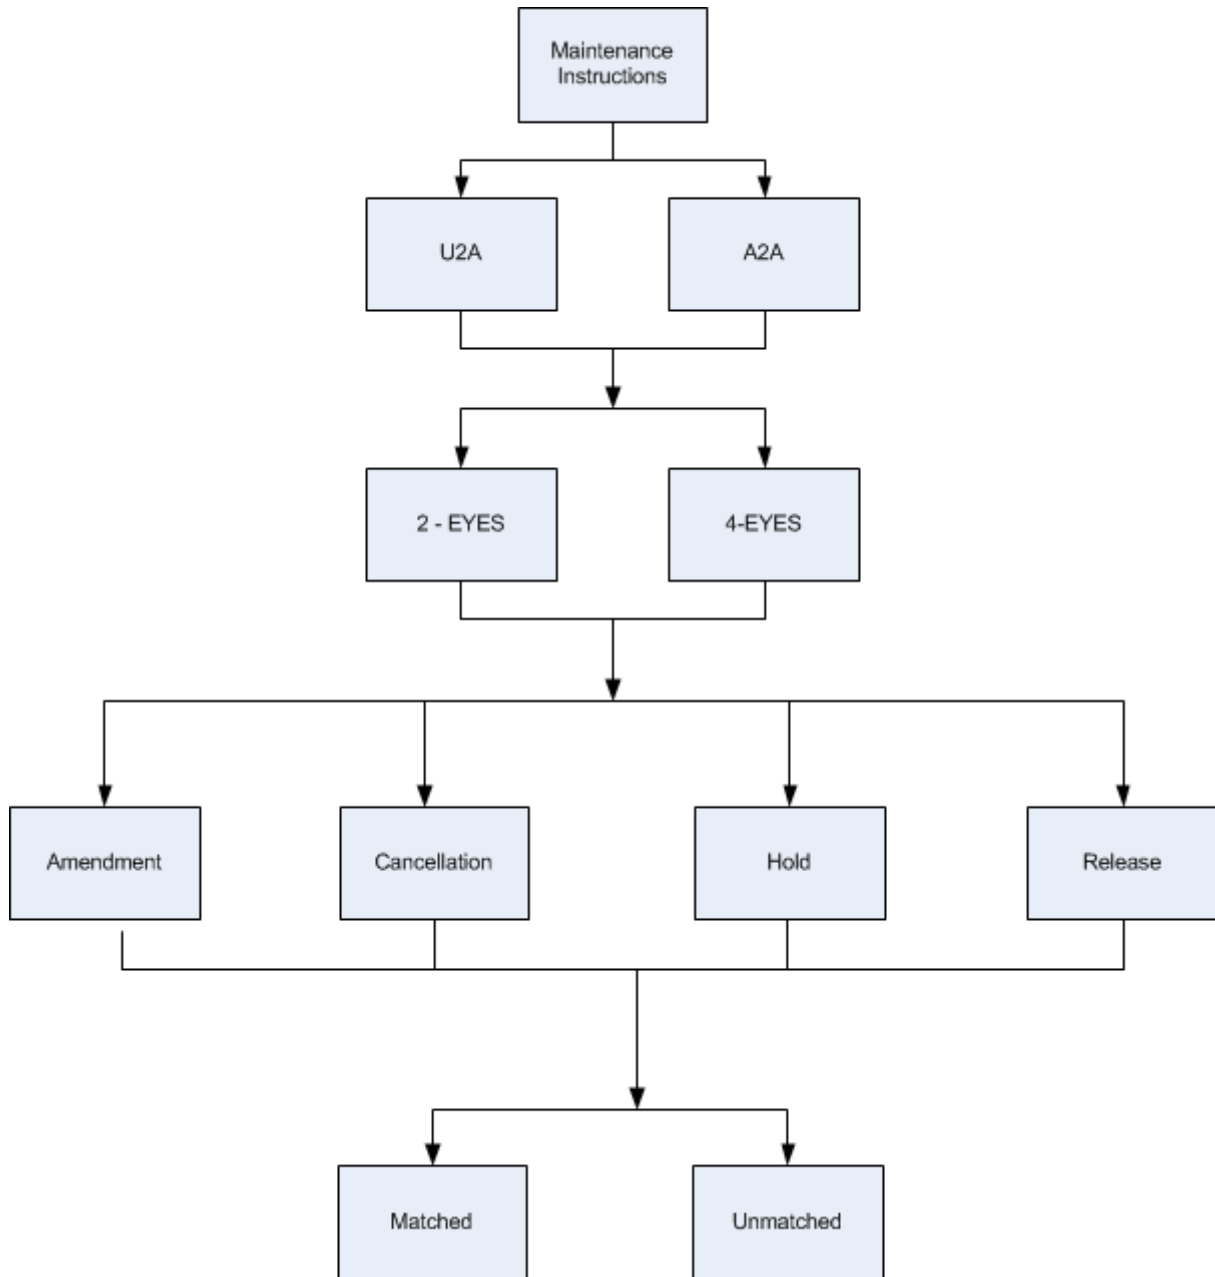 Maintenance
Instructions
U2A
A2A
2 - EYES
4-EYES
Amendment
Cancellation
Hold
Release
Matched
Unmatched